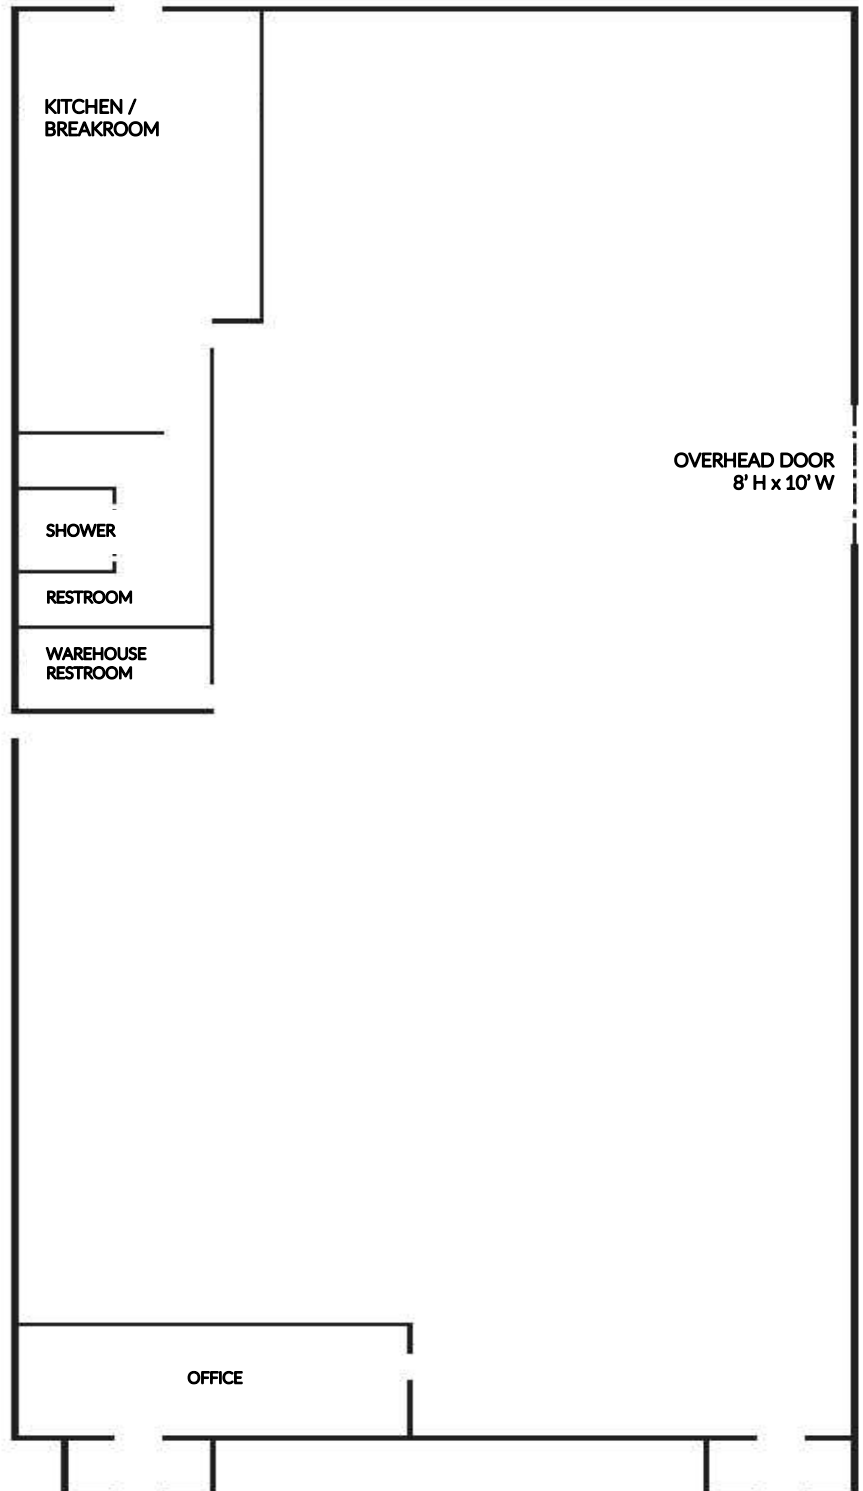 KITCHEN /
BREAKROOM
OVERHEAD DOOR
8’ H x 10’ W
SHOWER
RESTROOM
WAREHOUSE
RESTROOM
OFFICE